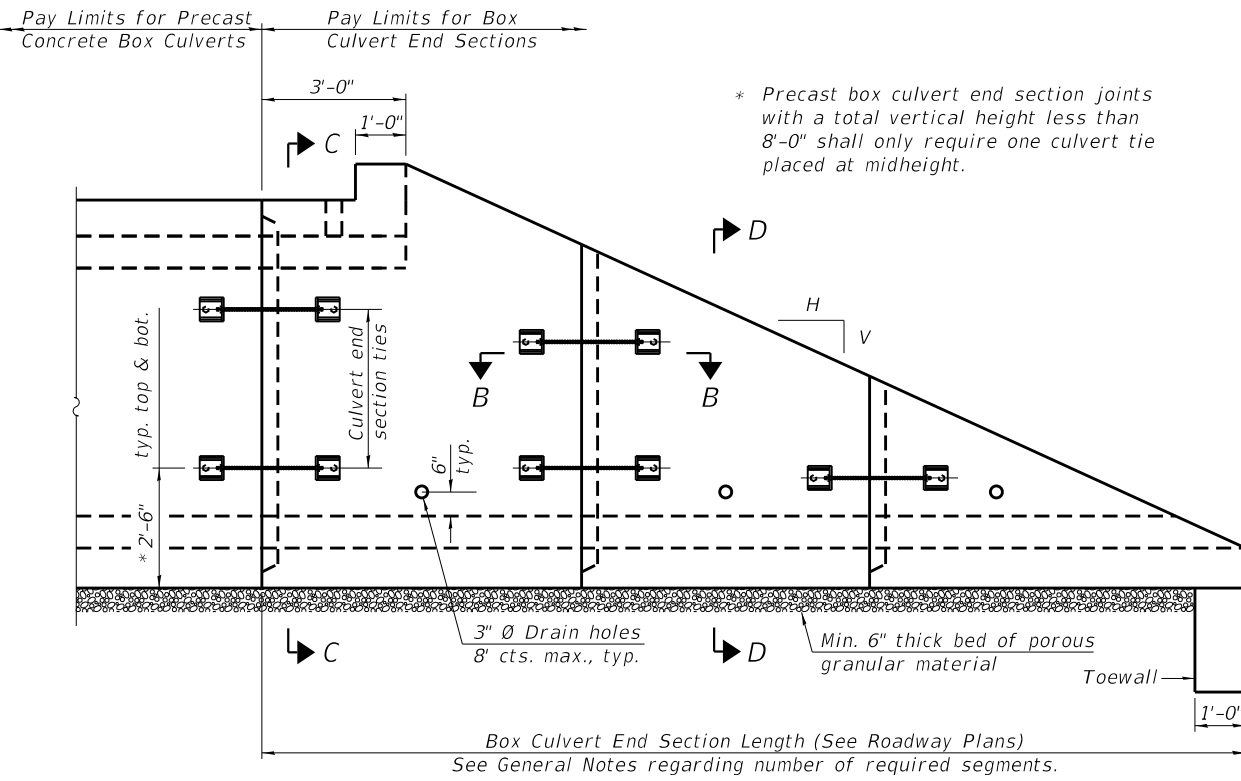 Pay Limits for Precast
Concrete Box Culverts
Pay Limits for Box
Culvert End Sections
3'-0"
1'-0"
C
* Precast box culvert end section joints
with a total vertical height less than
8'-0" shall only require one culvert tie
placed at midheight.
D
H
V
typ. top & bot.
* 2'-6"
Culvert end
section ties
B
B
6"
typ.
3" Ø Drain holes
8' cts. max., typ.
C
D
Min. 6" thick bed of porous
granular material
Toewall
1'-0"
Box Culvert End Section Length (See Roadway Plans)
See General Notes regarding number of required segments.